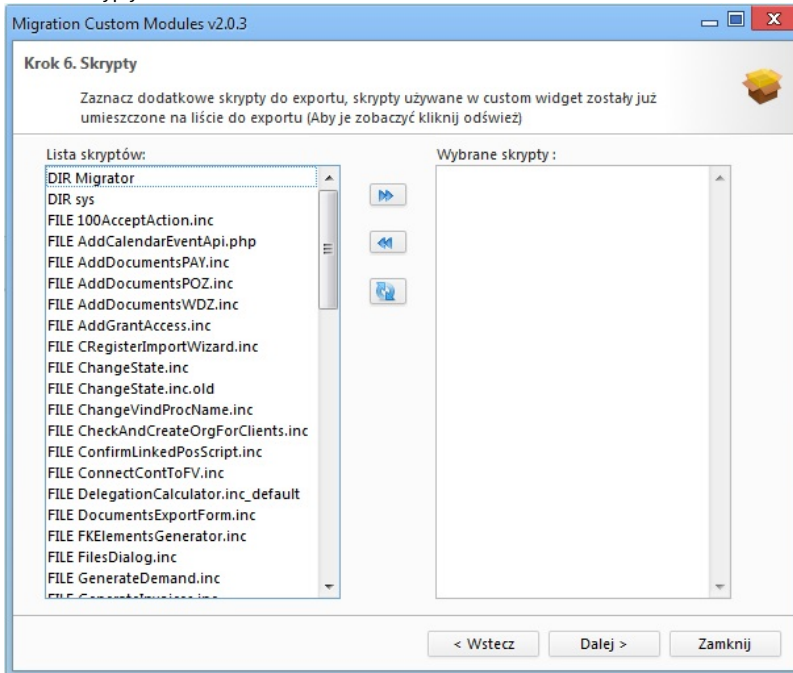 Migration Custom Modules v2.0.3
Krok 6. Skrypty
Zaznacz dodatkowe skrypty do exportu, skrypty używane w custom widget zostały już
umieszczone na liście do exportu (Aby je zobaczyć kliknij odśwież)
Lista skryptów:
Wybrane skrypty :
DIR Migrator
DIR sys
FILE 100AcceptAction.inc
FILE AddCalendarEventApi.php
FILE AddDocumentsPAY.inc
FILE AddDocumentsPOZ.inc
FILE AddDocumentsWDZ.inc
FILE AddGrantAccess.inc
FILE CRegisterImportWizard.inc
FILE ChangeState.inc
FILE ChangeState.inc.old
FILE ChangeVindProcName.inc
FILE CheckAndCreateOrgForClients.inc
FILE ConfirmLinkedPosScript.inc
FILE ConnectContToFV.inc
FILE DelegationCalculator.inc_default
FILE DocumentsExportForm.inc
FILE FKElementsGenerator.inc
FILE FilesDialog.inc
FILE GenerateDemand.inc
< Wstecz
Dalej >
Zamknij